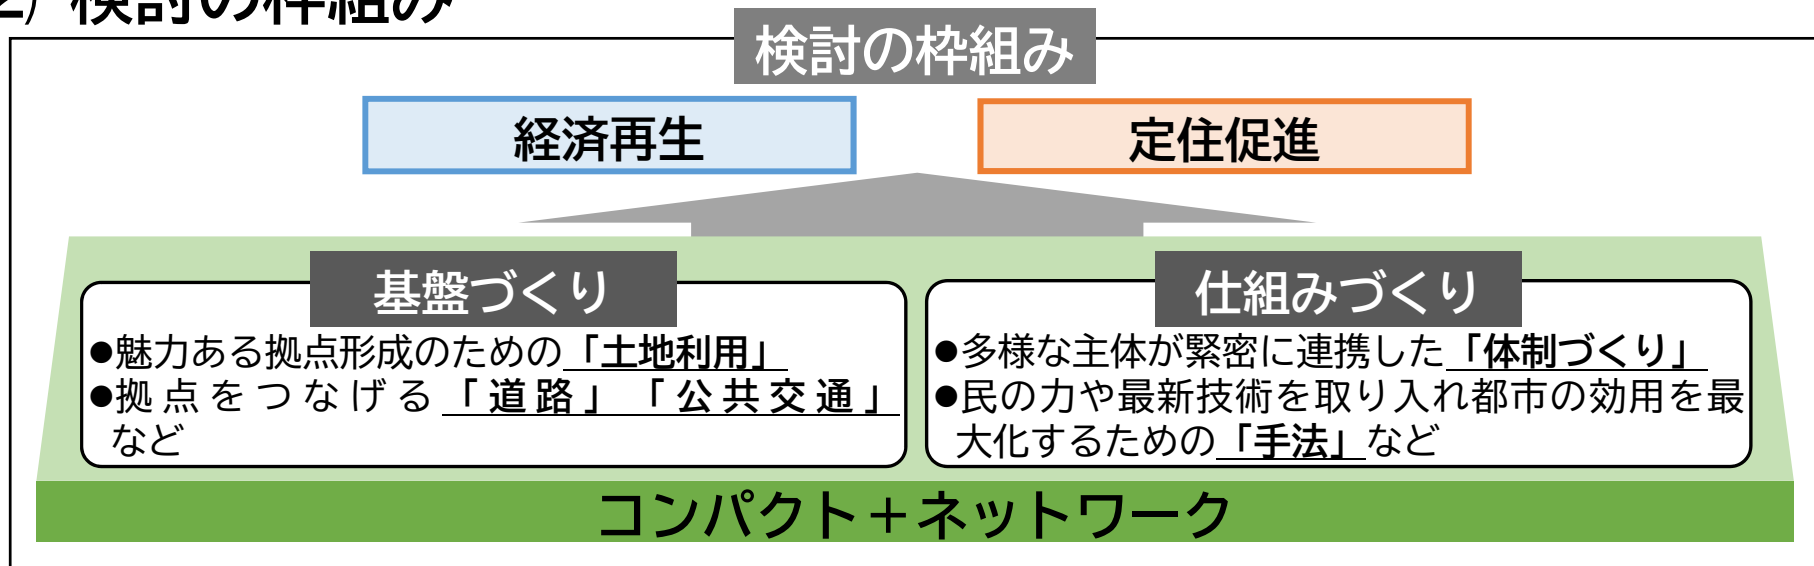 2) 検討の枠組み
検討の枠組み
経済再生
定住促進
基盤づくり
●魅力ある拠点形成のための「土地利用」
●拠点をつなげる「道路」「公共交通」
など
仕組みづくり
●多様な主体が緊密に連携した「体制づくり」
●民の力や最新技術を取り入れ都市の効用を最
大化するための「手法」など
コンパクト＋ネットワーク